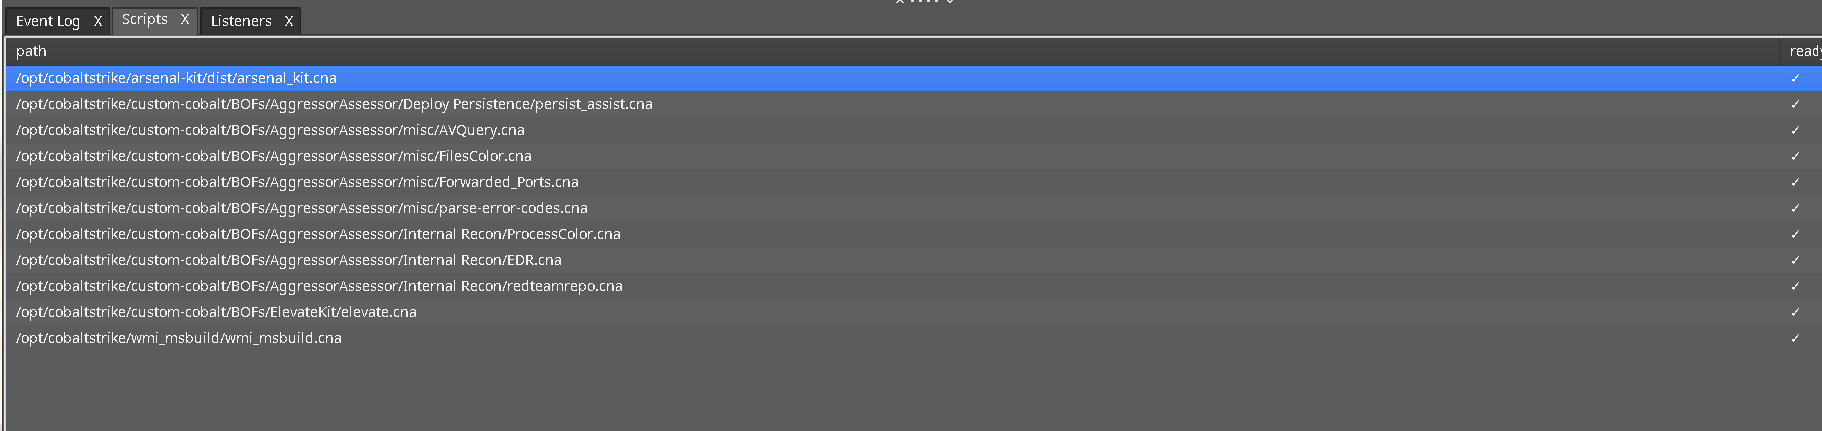 Event Log X Scripts X Listeners X
path ready
/opt/cobaltstrike/arsenal-kit/dist/arsenal_kit.cna ✓
/opt/cobaltstrike/custom-cobalt/BOFs/AggressorAssessor/Deploy Persistence/persist_assist.cna ✓
/opt/cobaltstrike/custom-cobalt/BOFs/AggressorAssessor/misc/AVQuery.cna ✓
/opt/cobaltstrike/custom-cobalt/BOFs/AggressorAssessor/misc/FilesColor.cna ✓
/opt/cobaltstrike/custom-cobalt/BOFs/AggressorAssessor/misc/Forwarded_Ports.cna ✓
/opt/cobaltstrike/custom-cobalt/BOFs/AggressorAssessor/misc/parse-error-codes.cna ✓
/opt/cobaltstrike/custom-cobalt/BOFs/AggressorAssessor/Internal Recon/ProcessColor.cna ✓
/opt/cobaltstrike/custom-cobalt/BOFs/AggressorAssessor/Internal Recon/EDR.cna ✓
/opt/cobaltstrike/custom-cobalt/BOFs/AggressorAssessor/Internal Recon/redteamrepo.cna ✓
/opt/cobaltstrike/custom-cobalt/BOFs/ElevateKit/elevate.cna ✓
/opt/cobaltstrike/wmi_msbuild/wmi_msbuild.cna ✓